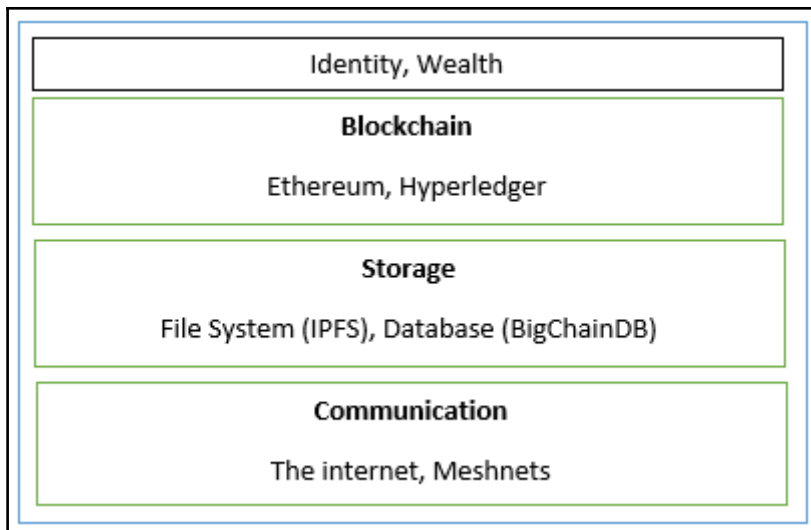 Identity, Wealth
Blockchain
Ethereum, Hyperledger
Storage
File System (IPFS), Database (BigChainDB)
Communication
The internet, Meshnets